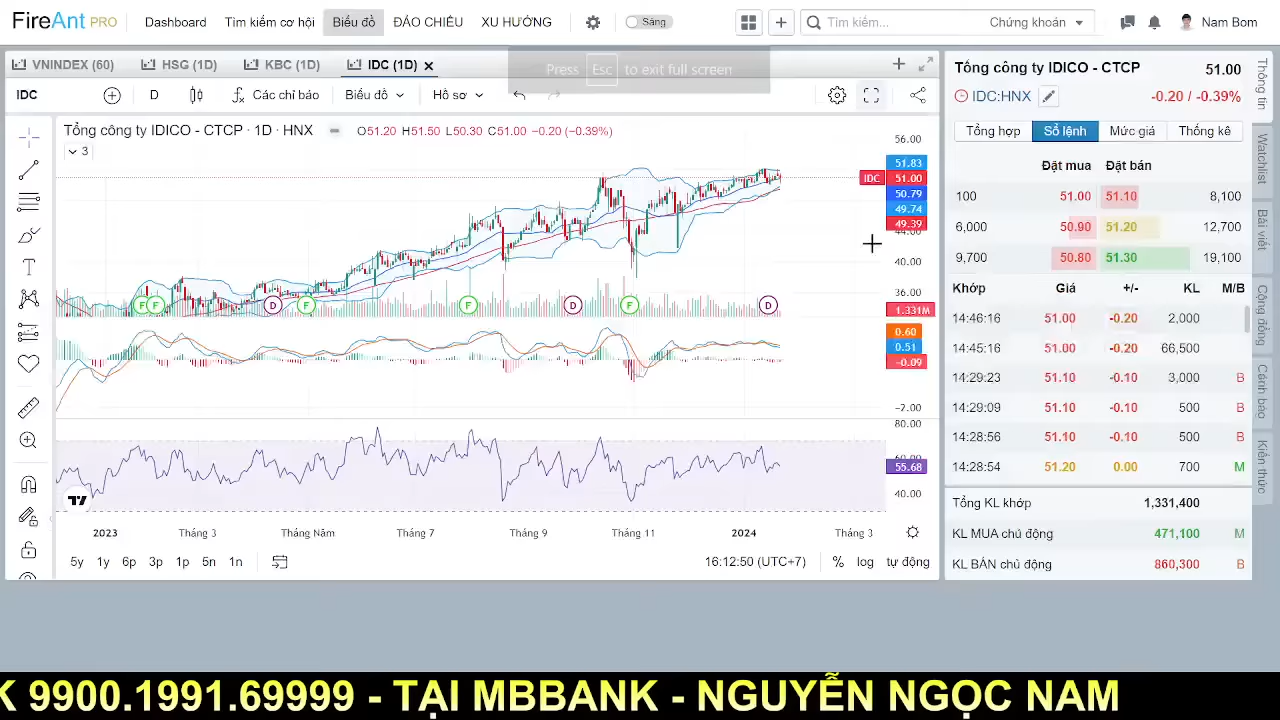 FireAnt PRO Dashboard Tìm kiếm cơ hội Biểu đồ ĐẢO CHIỀU XU HƯỚNG Sáng Tìm kiếm... Chứng khoán Nam Bom
VNINDEX (60) HSG (1D) KBC (1D) IDC (1D)
Press Esc to exit full screen
IDC D Các chỉ báo Biểu đồ Hồ sơ
Tổng công ty IDICO - CTCP · 1D · HNX O51.20 H51.50 L50.30 C51.00 −0.20 (−0.39%)
3
56.00
51.83
IDC 51.00
50.79
49.74
49.39
44.00
40.00
36.00
F F D F F D F D
1.331M
0.60
0.51
−0.09
−2.00
80.00
60.00
55.68
40.00
2023 Tháng 3 Tháng Năm Tháng 7 Tháng 9 Tháng 11 2024 Tháng 3
5y 1y 6p 3p 1p 5n 1n 16:12:50 (UTC+7) % log tự động
Tổng công ty IDICO - CTCP 51.00
IDC:HNX -0.20 / -0.39%
Tổng hợp Sổ lệnh Mức giá Thống kê
Đặt mua Đặt bán
100 51.00 51.10 8,100
6,000 50.90 51.20 12,700
9,700 50.80 51.30 19,100
Khớp Giá +/- KL M/B
14:46:16 51.00 -0.20 2,000
14:45:16 51.00 -0.20 66,500
14:29:23 51.10 -0.10 3,000 B
14:29:09 51.10 -0.10 500 B
14:28:56 51.10 -0.10 500 B
14:28:54 51.20 0.00 700 M
Tổng KL khớp 1,331,400
KL MUA chủ động 471,100 M
KL BÁN chủ động 860,300 B
Thông tin
Watchlist
Bài viết
Cộng đồng
Cảnh báo
Kiến thức
K 9900.1991.69999 - TẠI MBBANK - NGUYỄN NGỌC NAM